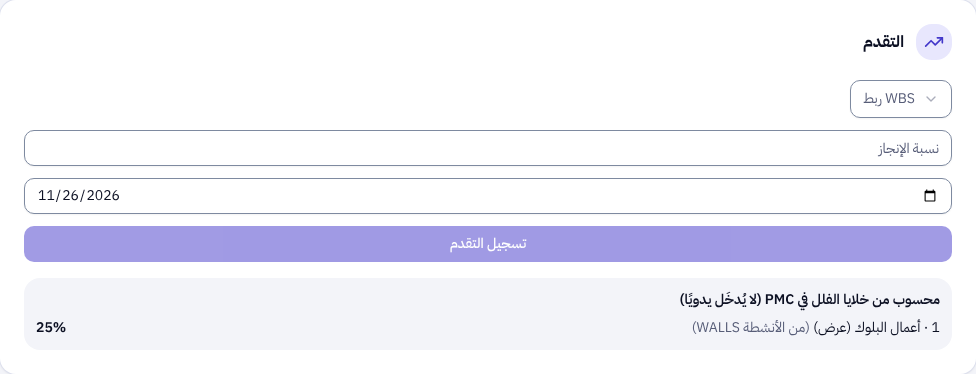 التقدم
ربط WBS
نسبة الإنجاز
11/26/2026
تسجيل التقدم
محسوب من خلايا الفلل في PMC (لا يُدخَل يدويًا)
1 · أعمال البلوك (عرض) (من الأنشطة WALLS)
25%